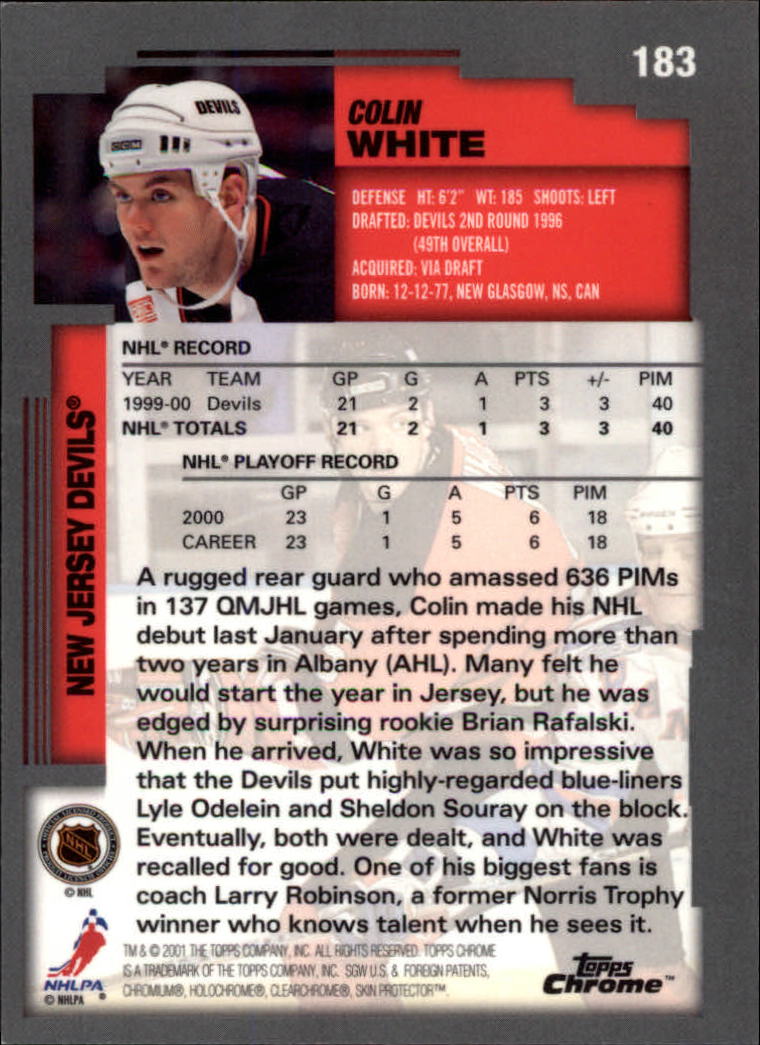 183
DEVILS
CCM
COLIN
WHITE
DEFENSE HT: 6'2" WT: 185 SHOOTS: LEFT
DRAFTED: DEVILS 2ND ROUND 1996
(49TH OVERALL)
ACQUIRED: VIA DRAFT
BORN: 12-12-77, NEW GLASGOW, NS, CAN
NEW JERSEY DEVILS®
NHL® RECORD
YEAR TEAM GP G A PTS +/- PIM
1999-00 Devils 21 2 1 3 3 40
NHL® TOTALS 21 2 1 3 3 40
NHL® PLAYOFF RECORD
GP G A PTS PIM
2000 23 1 5 6 18
CAREER 23 1 5 6 18
A rugged rear guard who amassed 636 PIMs
in 137 QMJHL games, Colin made his NHL
debut last January after spending more than
two years in Albany (AHL). Many felt he
would start the year in Jersey, but he was
edged by surprising rookie Brian Rafalski.
When he arrived, White was so impressive
that the Devils put highly-regarded blue-liners
Lyle Odelein and Sheldon Souray on the block.
Eventually, both were dealt, and White was
recalled for good. One of his biggest fans is
coach Larry Robinson, a former Norris Trophy
winner who knows talent when he sees it.
NHL
© NHL
NHLPA ®
© NHLPA
TM & © 2001 THE TOPPS COMPANY, INC. ALL RIGHTS RESERVED. TOPPS CHROME
IS A TRADEMARK OF THE TOPPS COMPANY, INC. SGW U.S. & FOREIGN PATENTS,
CHROMIUM®, HOLOCHROME®, CLEARCHROME®, SKIN PROTECTOR™.
TOPPS
Chrome™